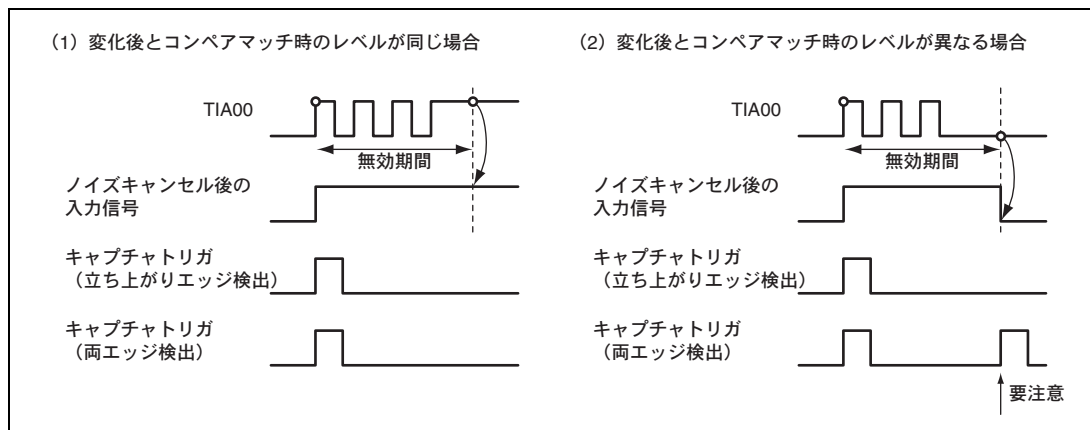 (1) 変化後とコンペアマッチ時のレベルが同じ場合
TIA00
無効期間
ノイズキャンセル後の
入力信号
キャプチャトリガ
（立ち上がりエッジ検出）
キャプチャトリガ
（両エッジ検出）
(2) 変化後とコンペアマッチ時のレベルが異なる場合
TIA00
無効期間
ノイズキャンセル後の
入力信号
キャプチャトリガ
（立ち上がりエッジ検出）
キャプチャトリガ
（両エッジ検出）
要注意